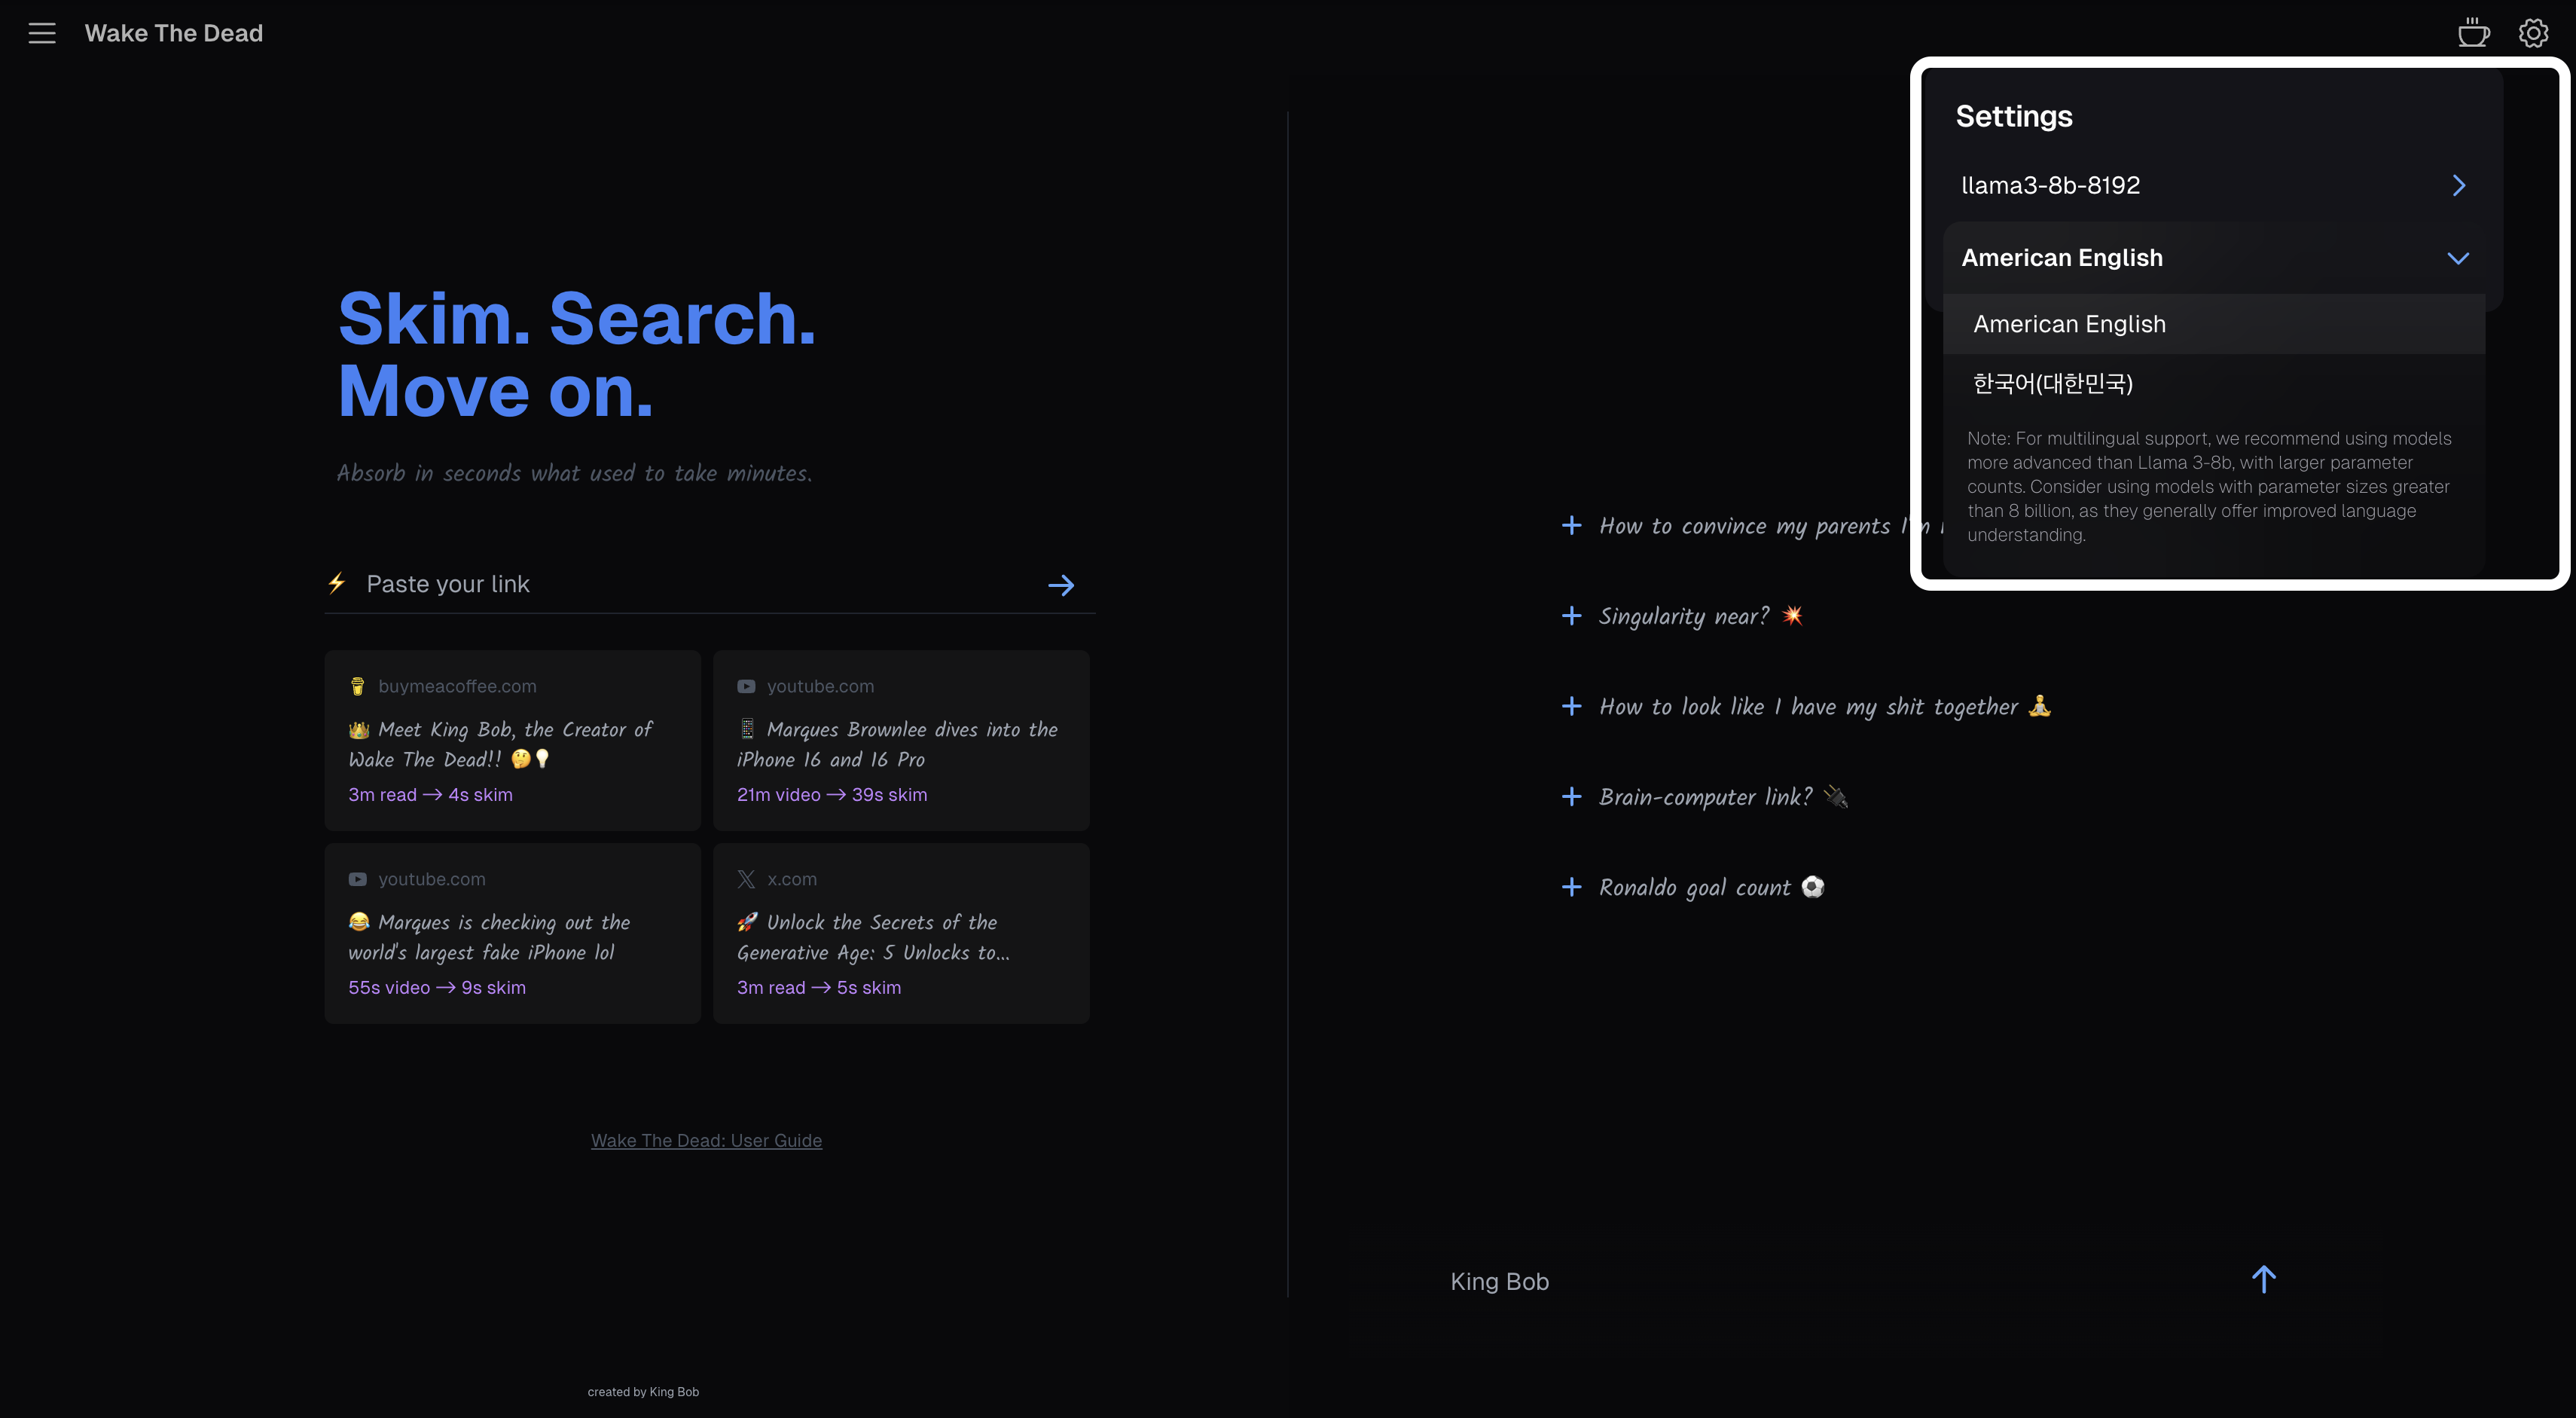 Wake The Dead
Skim. Search.
Move on.
Absorb in seconds what used to take minutes.
⚡ Paste your link
buymeacoffee.com
👑 Meet King Bob, the Creator of
Wake The Dead!! 🤔💡
3m read → 4s skim
youtube.com
📱 Marques Brownlee dives into the
iPhone 16 and 16 Pro
21m video → 39s skim
youtube.com
😂 Marques is checking out the
world's largest fake iPhone lol
55s video → 9s skim
x.com
🚀 Unlock the Secrets of the
Generative Age: 5 Unlocks to...
3m read → 5s skim
Wake The Dead: User Guide
created by King Bob
Settings
llama3-8b-8192
American English
American English
한국어(대한민국)
Note: For multilingual support, we recommend using models
more advanced than Llama 3-8b, with larger parameter
counts. Consider using models with parameter sizes greater
than 8 billion, as they generally offer improved language
understanding.
+ How to convince my parents I'm
+ Singularity near? 💥
+ How to look like I have my shit together 🧘
+ Brain-computer link? 🔌
+ Ronaldo goal count ⚽
King Bob